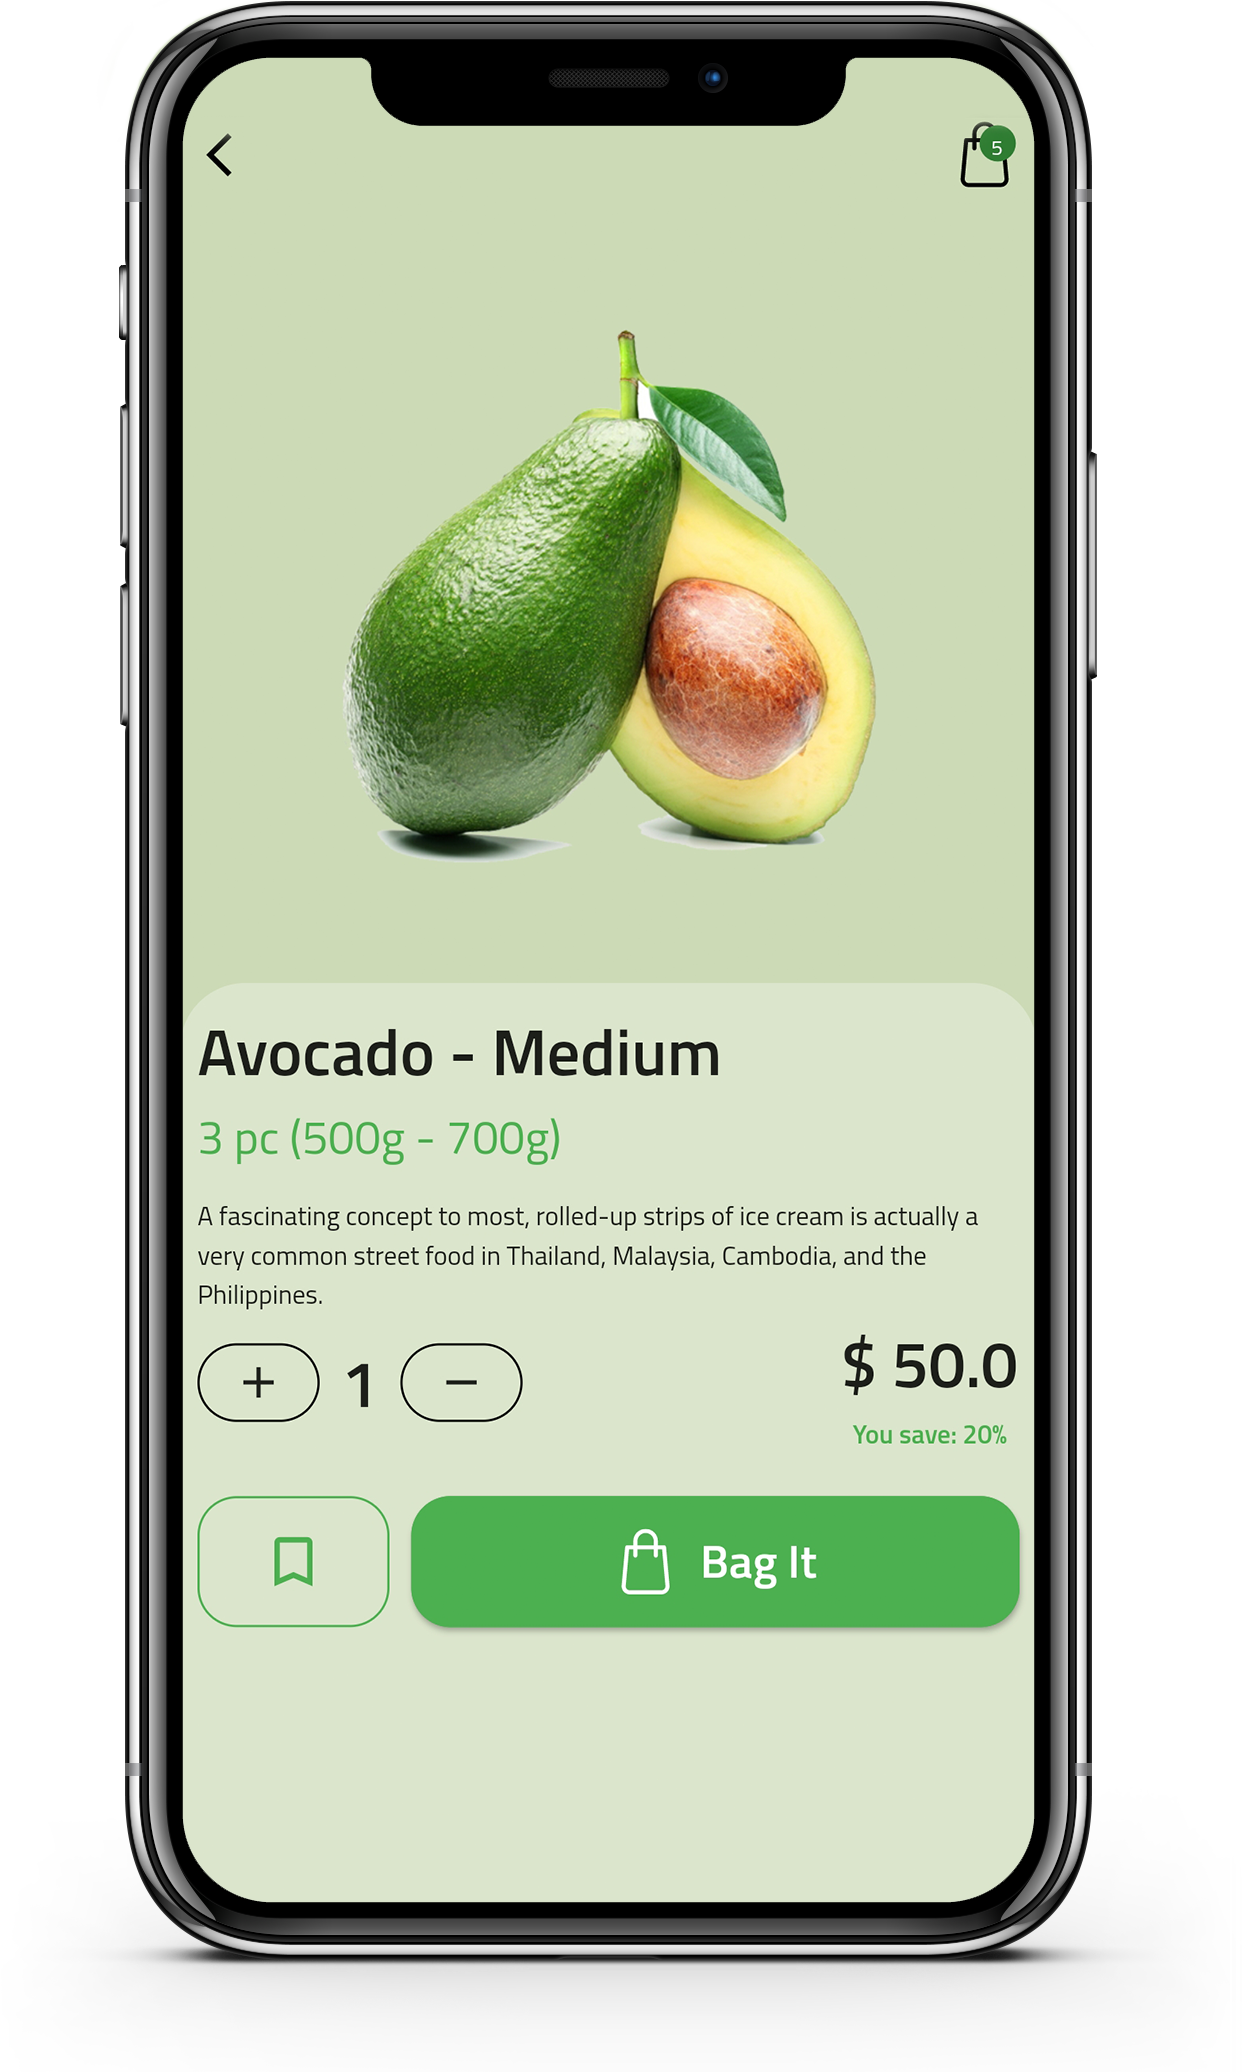 5
Avocado - Medium
3 pc (500g - 700g)
A fascinating concept to most, rolled-up strips of ice cream is actually a
very common street food in Thailand, Malaysia, Cambodia, and the
Philippines.
+ 1 −
$ 50.0
You save: 20%
Bag It